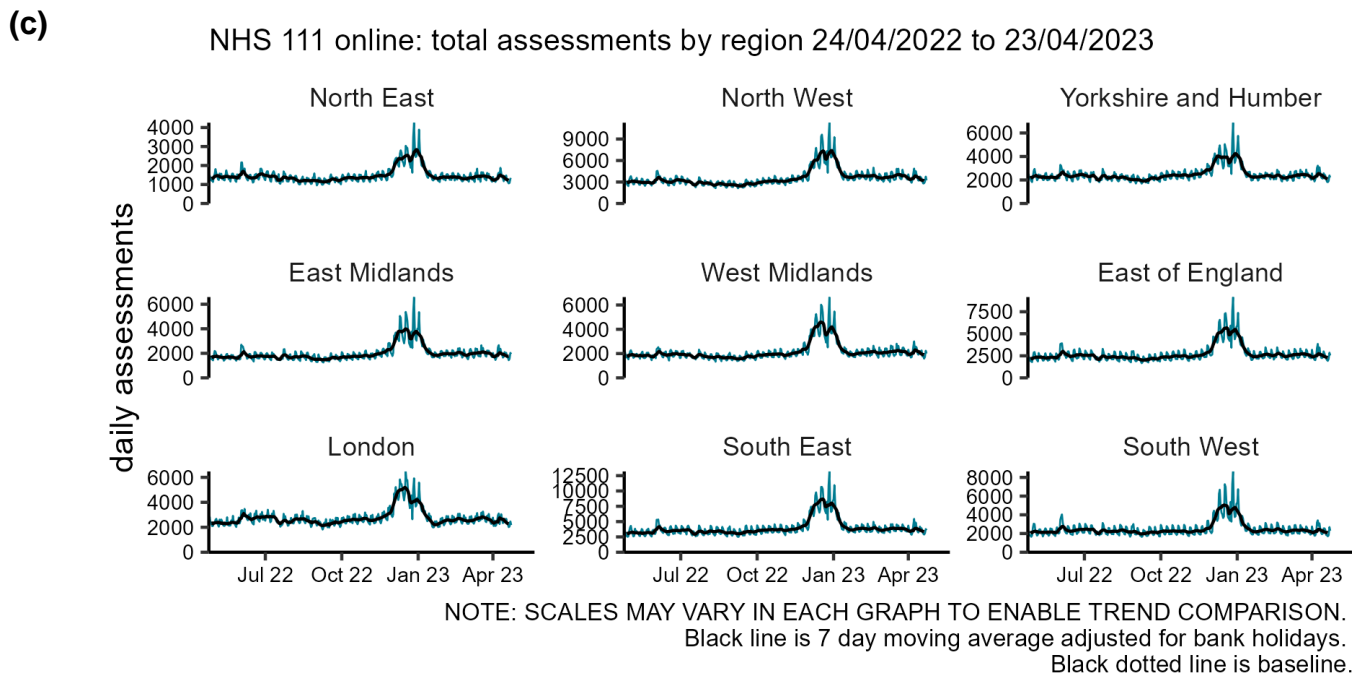 (c)
NHS 111 online: total assessments by region 24/04/2022 to 23/04/2023
daily assessments
North East
4000
3000
2000
1000
0
North West
9000
6000
3000
0
Yorkshire and Humber
6000
4000
2000
0
East Midlands
6000
4000
2000
0
West Midlands
6000
4000
2000
0
East of England
7500
5000
2500
0
London
6000
4000
2000
0
South East
12500
10000
7500
5000
2500
0
South West
8000
6000
4000
2000
0
Jul 22 Oct 22 Jan 23 Apr 23
Jul 22 Oct 22 Jan 23 Apr 23
Jul 22 Oct 22 Jan 23 Apr 23
NOTE: SCALES MAY VARY IN EACH GRAPH TO ENABLE TREND COMPARISON.
Black line is 7 day moving average adjusted for bank holidays.
Black dotted line is baseline.